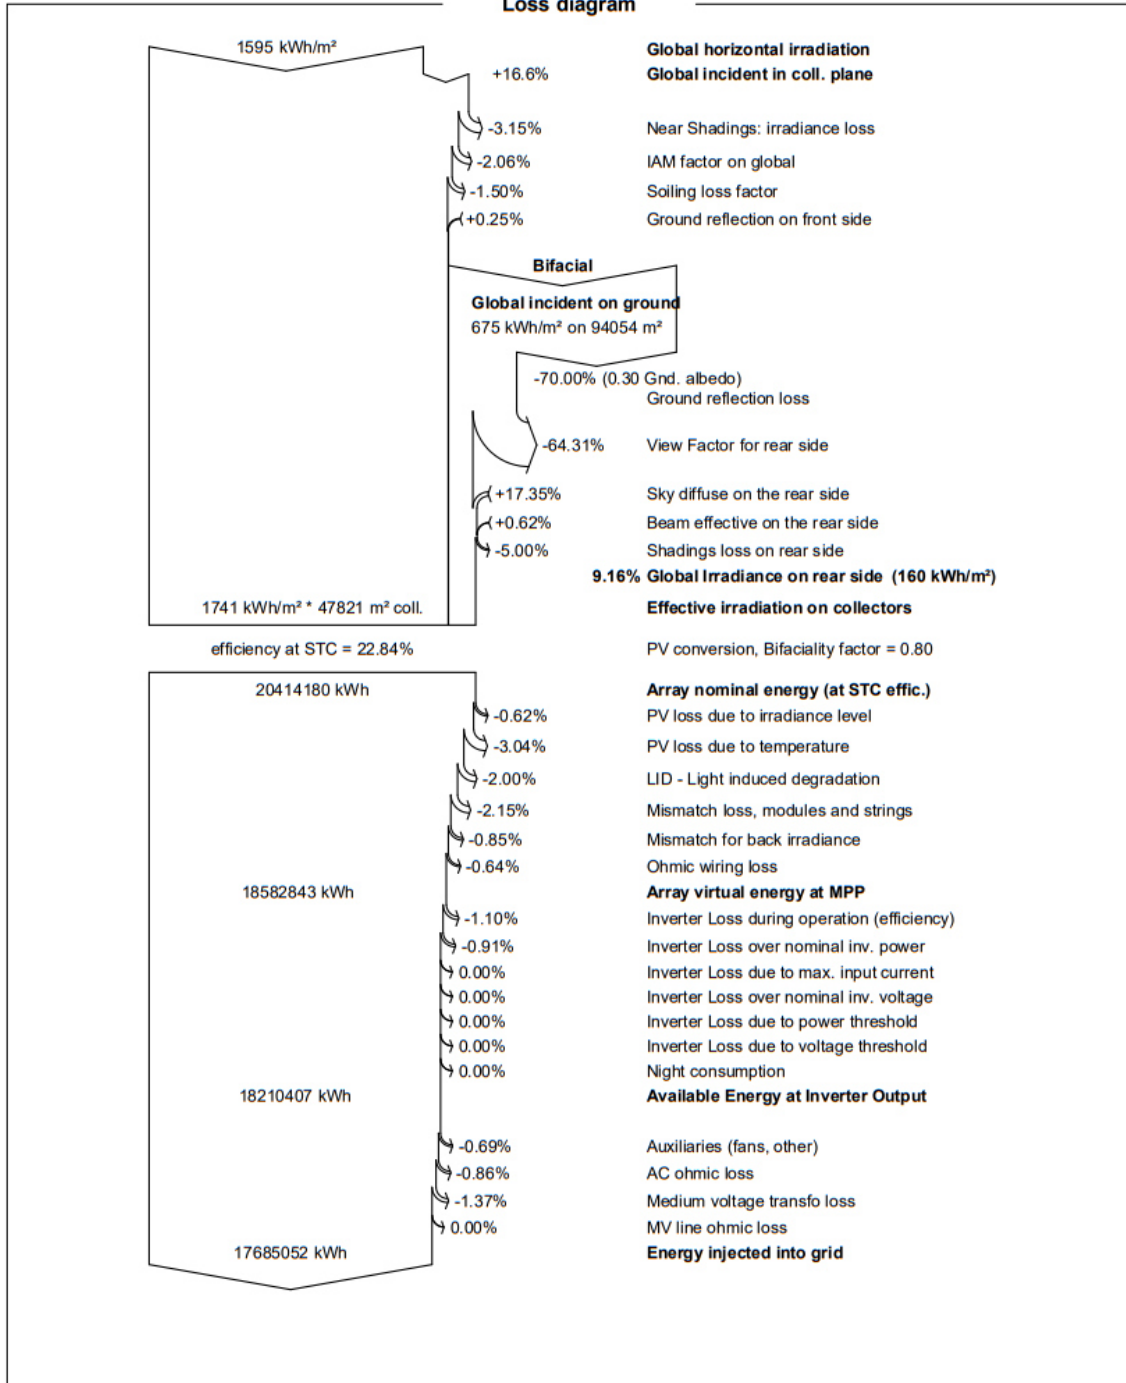 Loss diagram
1595 kWh/m²
Global horizontal irradiation
+16.6%
Global incident in coll. plane
-3.15%
Near Shadings: irradiance loss
-2.06%
IAM factor on global
-1.50%
Soiling loss factor
+0.25%
Ground reflection on front side
Bifacial
Global incident on ground
675 kWh/m² on 94054 m²
-70.00% (0.30 Gnd. albedo)
Ground reflection loss
-64.31%
View Factor for rear side
+17.35%
Sky diffuse on the rear side
+0.62%
Beam effective on the rear side
-5.00%
Shadings loss on rear side
9.16% Global Irradiance on rear side (160 kWh/m²)
1741 kWh/m² * 47821 m² coll.
Effective irradiation on collectors
efficiency at STC = 22.84%
PV conversion, Bifaciality factor = 0.80
20414180 kWh
Array nominal energy (at STC effic.)
-0.62%
PV loss due to irradiance level
-3.04%
PV loss due to temperature
-2.00%
LID - Light induced degradation
-2.15%
Mismatch loss, modules and strings
-0.85%
Mismatch for back irradiance
-0.64%
Ohmic wiring loss
18582843 kWh
Array virtual energy at MPP
-1.10%
Inverter Loss during operation (efficiency)
-0.91%
Inverter Loss over nominal inv. power
0.00%
Inverter Loss due to max. input current
0.00%
Inverter Loss over nominal inv. voltage
0.00%
Inverter Loss due to power threshold
0.00%
Inverter Loss due to voltage threshold
0.00%
Night consumption
18210407 kWh
Available Energy at Inverter Output
-0.69%
Auxiliaries (fans, other)
-0.86%
AC ohmic loss
-1.37%
Medium voltage transfo loss
0.00%
MV line ohmic loss
17685052 kWh
Energy injected into grid